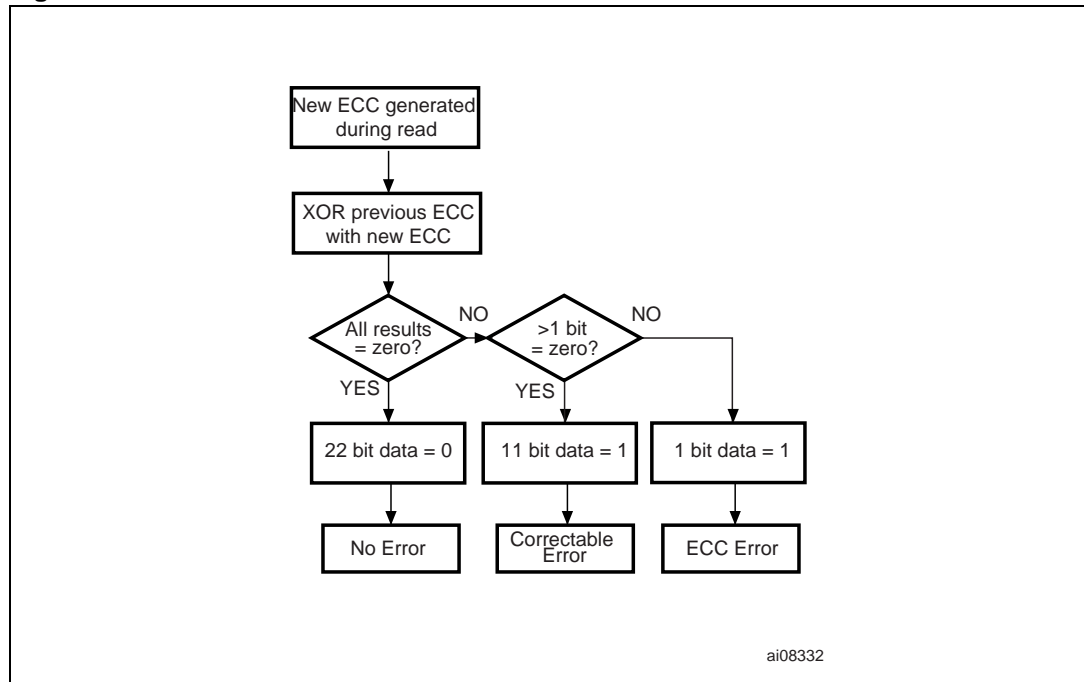 New ECC generated
during read
XOR previous ECC
with new ECC
All results
= zero?
NO
>1 bit
= zero?
NO
YES
YES
22 bit data = 0
11 bit data = 1
1 bit data = 1
No Error
Correctable
Error
ECC Error
ai08332